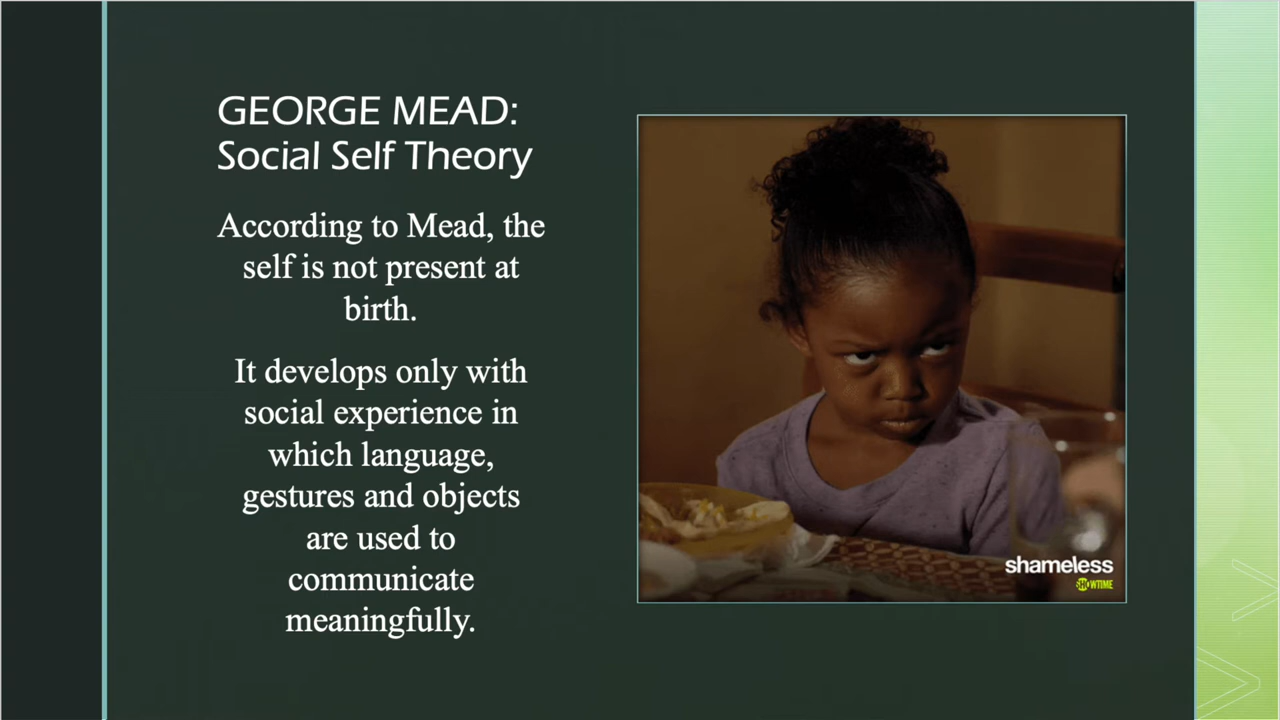 GEORGE MEAD:
Social Self Theory
According to Mead, the
self is not present at
birth.
It develops only with
social experience in
which language,
gestures and objects
are used to
communicate
meaningfully.
shameless
SHOWTIME